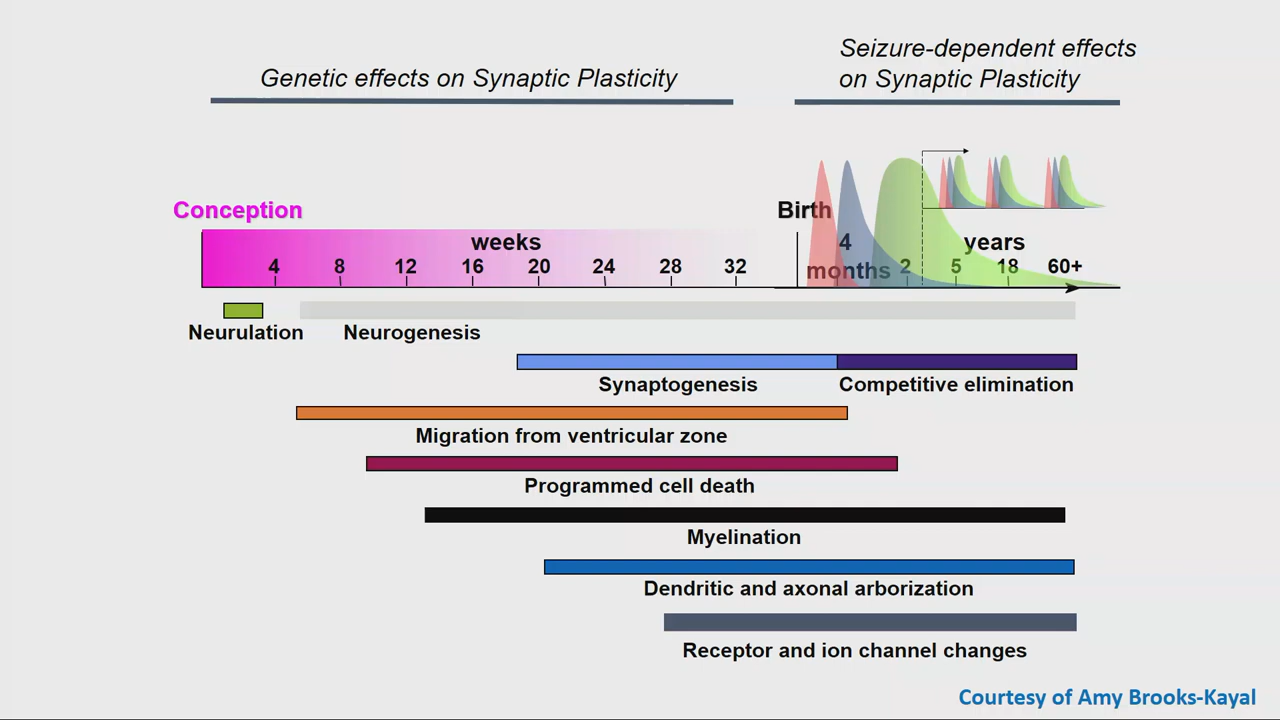 Genetic effects on Synaptic Plasticity
Seizure-dependent effects
on Synaptic Plasticity
Conception
Birth
weeks
4
years
4 8 12 16 20 24 28 32
months 2 5 18 60+
Neurulation
Neurogenesis
Synaptogenesis
Competitive elimination
Migration from ventricular zone
Programmed cell death
Myelination
Dendritic and axonal arborization
Receptor and ion channel changes
Courtesy of Amy Brooks-Kayal